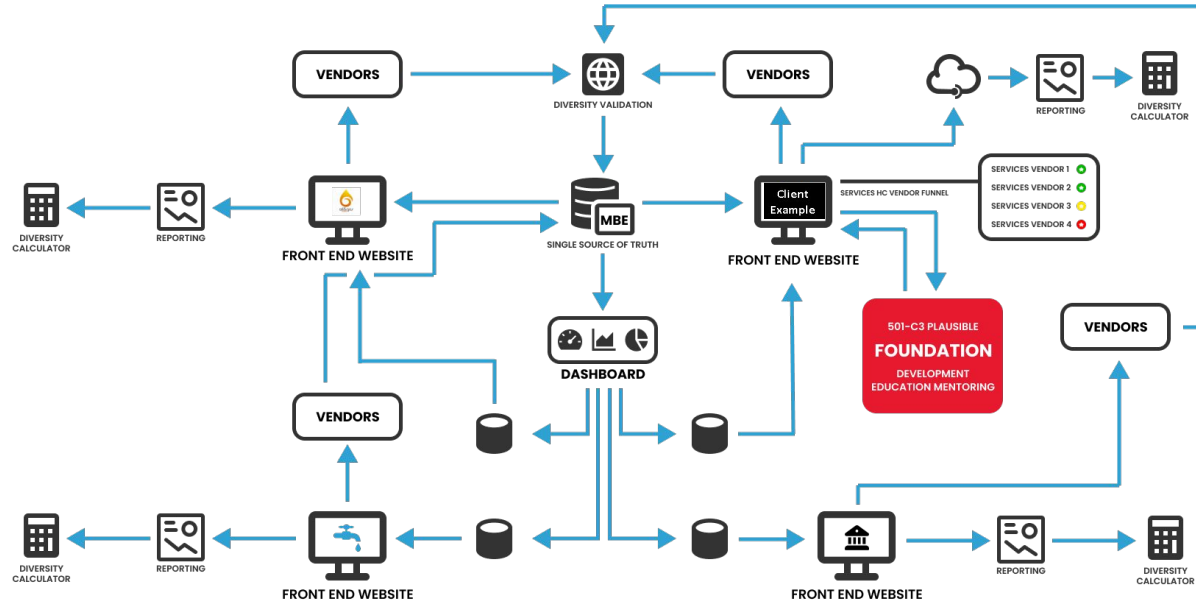 VENDORS
DIVERSITY VALIDATION
VENDORS
REPORTING
DIVERSITY
CALCULATOR
SERVICES VENDOR 1
SERVICES VENDOR 2
SERVICES VENDOR 3
SERVICES VENDOR 4
SERVICES HC VENDOR FUNNEL
Client
Example
MBE
DIVERSITY
CALCULATOR
REPORTING
FRONT END WEBSITE
SINGLE SOURCE OF TRUTH
FRONT END WEBSITE
501-C3 PLAUSIBLE
FOUNDATION
DEVELOPMENT
EDUCATION MENTORING
VENDORS
DASHBOARD
VENDORS
DIVERSITY
CALCULATOR
REPORTING
FRONT END WEBSITE
FRONT END WEBSITE
REPORTING
DIVERSITY
CALCULATOR